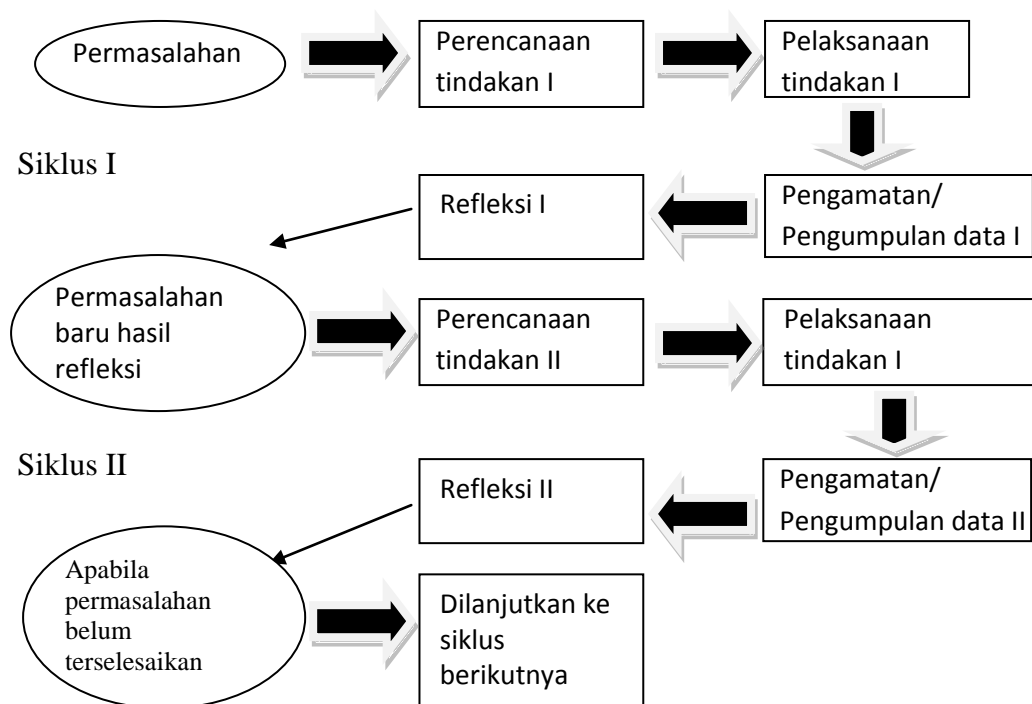 Permasalahan
Perencanaan
tindakan I
Pelaksanaan
tindakan I
Siklus I
Refleksi I
Pengamatan/
Pengumpulan data I
Permasalahan
baru hasil
refleksi
Perencanaan
tindakan II
Pelaksanaan
tindakan I
Siklus II
Refleksi II
Pengamatan/
Pengumpulan data II
Apabila
permasalahan
belum
terselesaikan
Dilanjutkan ke
siklus
berikutnya